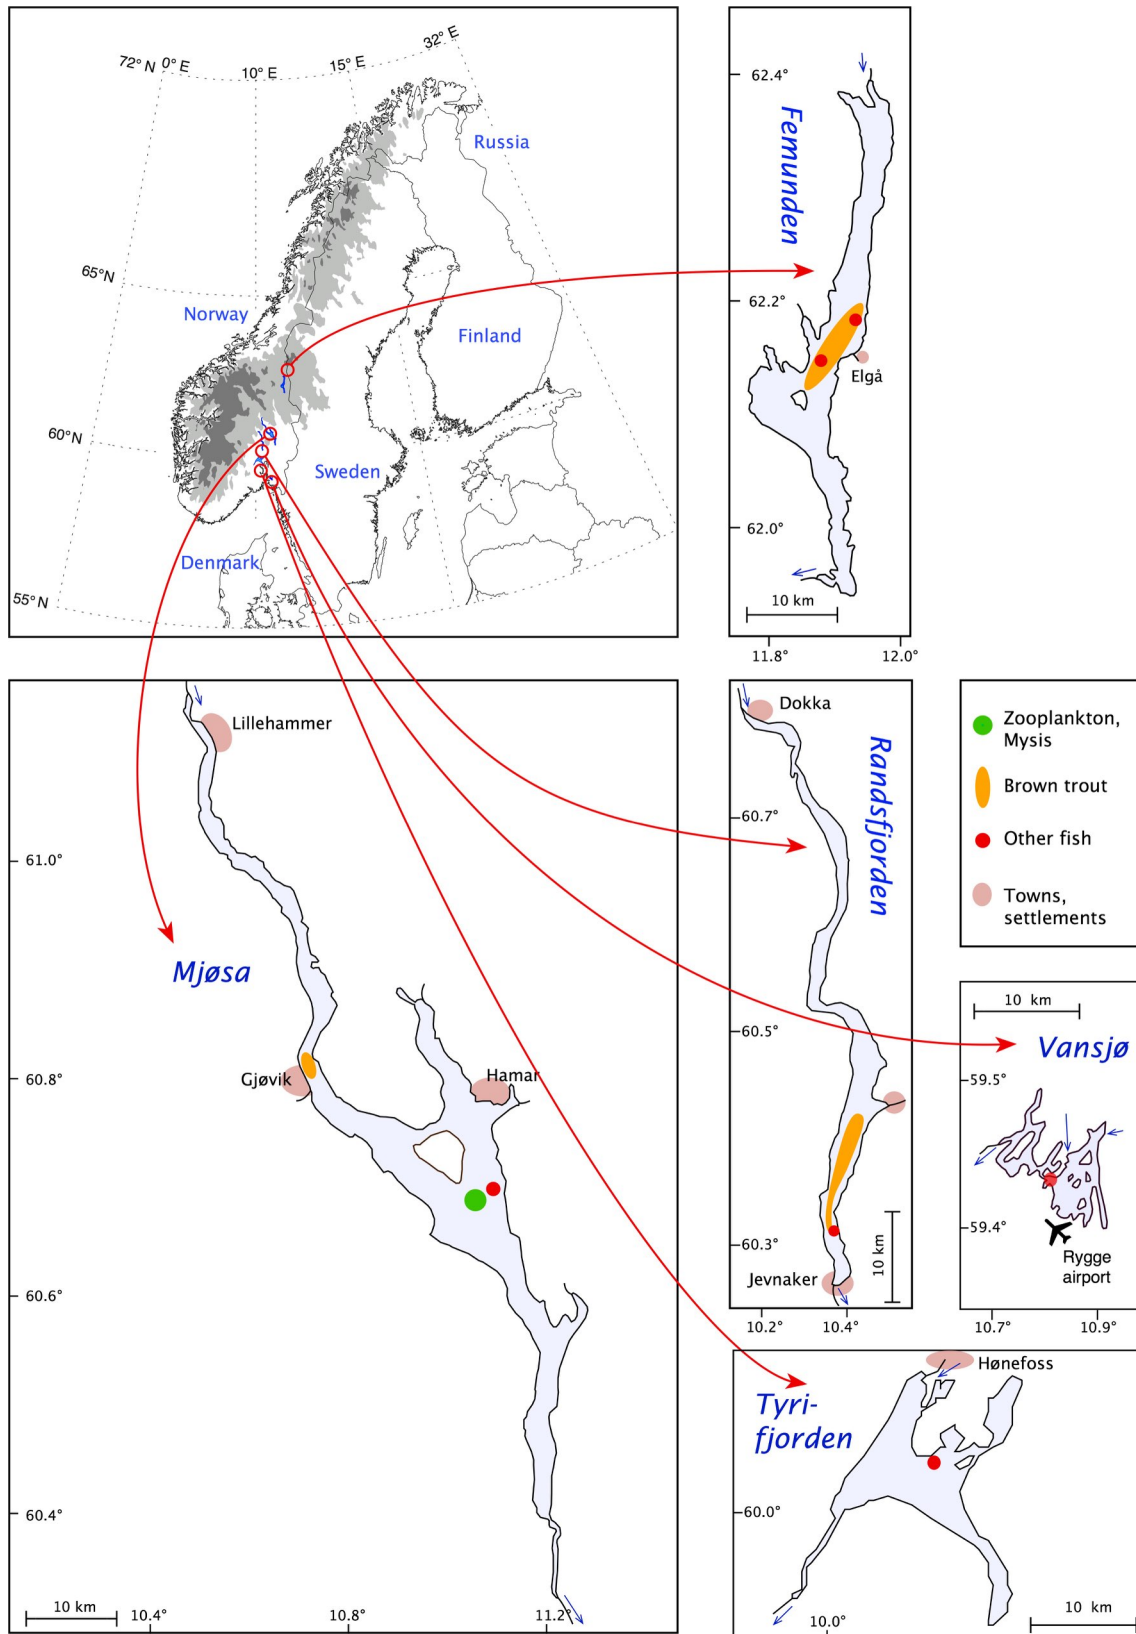 72° N
0° E
10° E
15° E
32° E
Russia
65°N
Norway
Finland
60°N
Sweden
Denmark
55°N
62.4°
Femunden
62.2°
Elgå
62.0°
10 km
11.8°
12.0°
Lillehammer
61.0°
Mjøsa
60.8°
Gjøvik
Hamar
60.6°
60.4°
10 km
10.4°
10.8°
11.2°
Dokka
Randsfjorden
60.7°
60.5°
60.3°
10 km
Jevnaker
10.2°
10.4°
Zooplankton,
Mysis
Brown trout
Other fish
Towns,
settlements
10 km
Vansjø
59.5°
59.4°
Rygge
airport
10.7°
10.9°
Hønefoss
Tyri-
fjorden
60.0°
10.0°
10 km